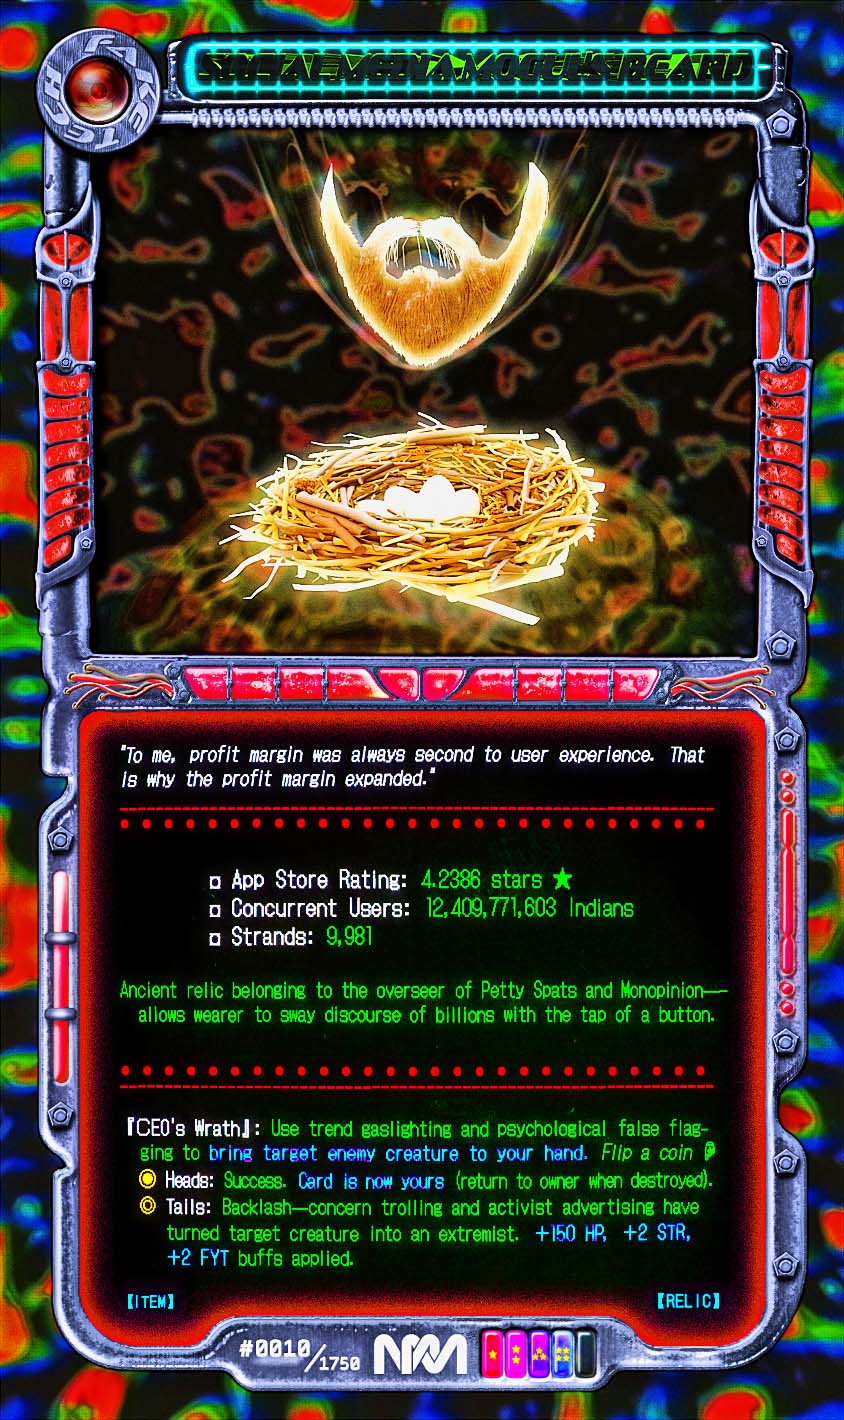 FAKE TECH
BEARD
"To me, profit margin was always second to user experience. That
is why the profit margin expanded."
App Store Rating: 4.2386 stars ★
Concurrent Users: 12,409,771,603 Indians
Strands: 9,981
Ancient relic belonging to the overseer of Petty Spats and Monopinion—
allows wearer to sway discourse of billions with the tap of a button.
『CEO's Wrath』: Use trend gaslighting and psychological false flag-
ging to bring target enemy creature to your hand. Flip a coin
Heads: Success. Card is now yours (return to owner when destroyed).
Tails: Backlash—concern trolling and activist advertising have
turned target creature into an extremist. +150 HP, +2 STR,
+2 FYT buffs applied.
【ITEM】
【RELIC】
#0010/1750